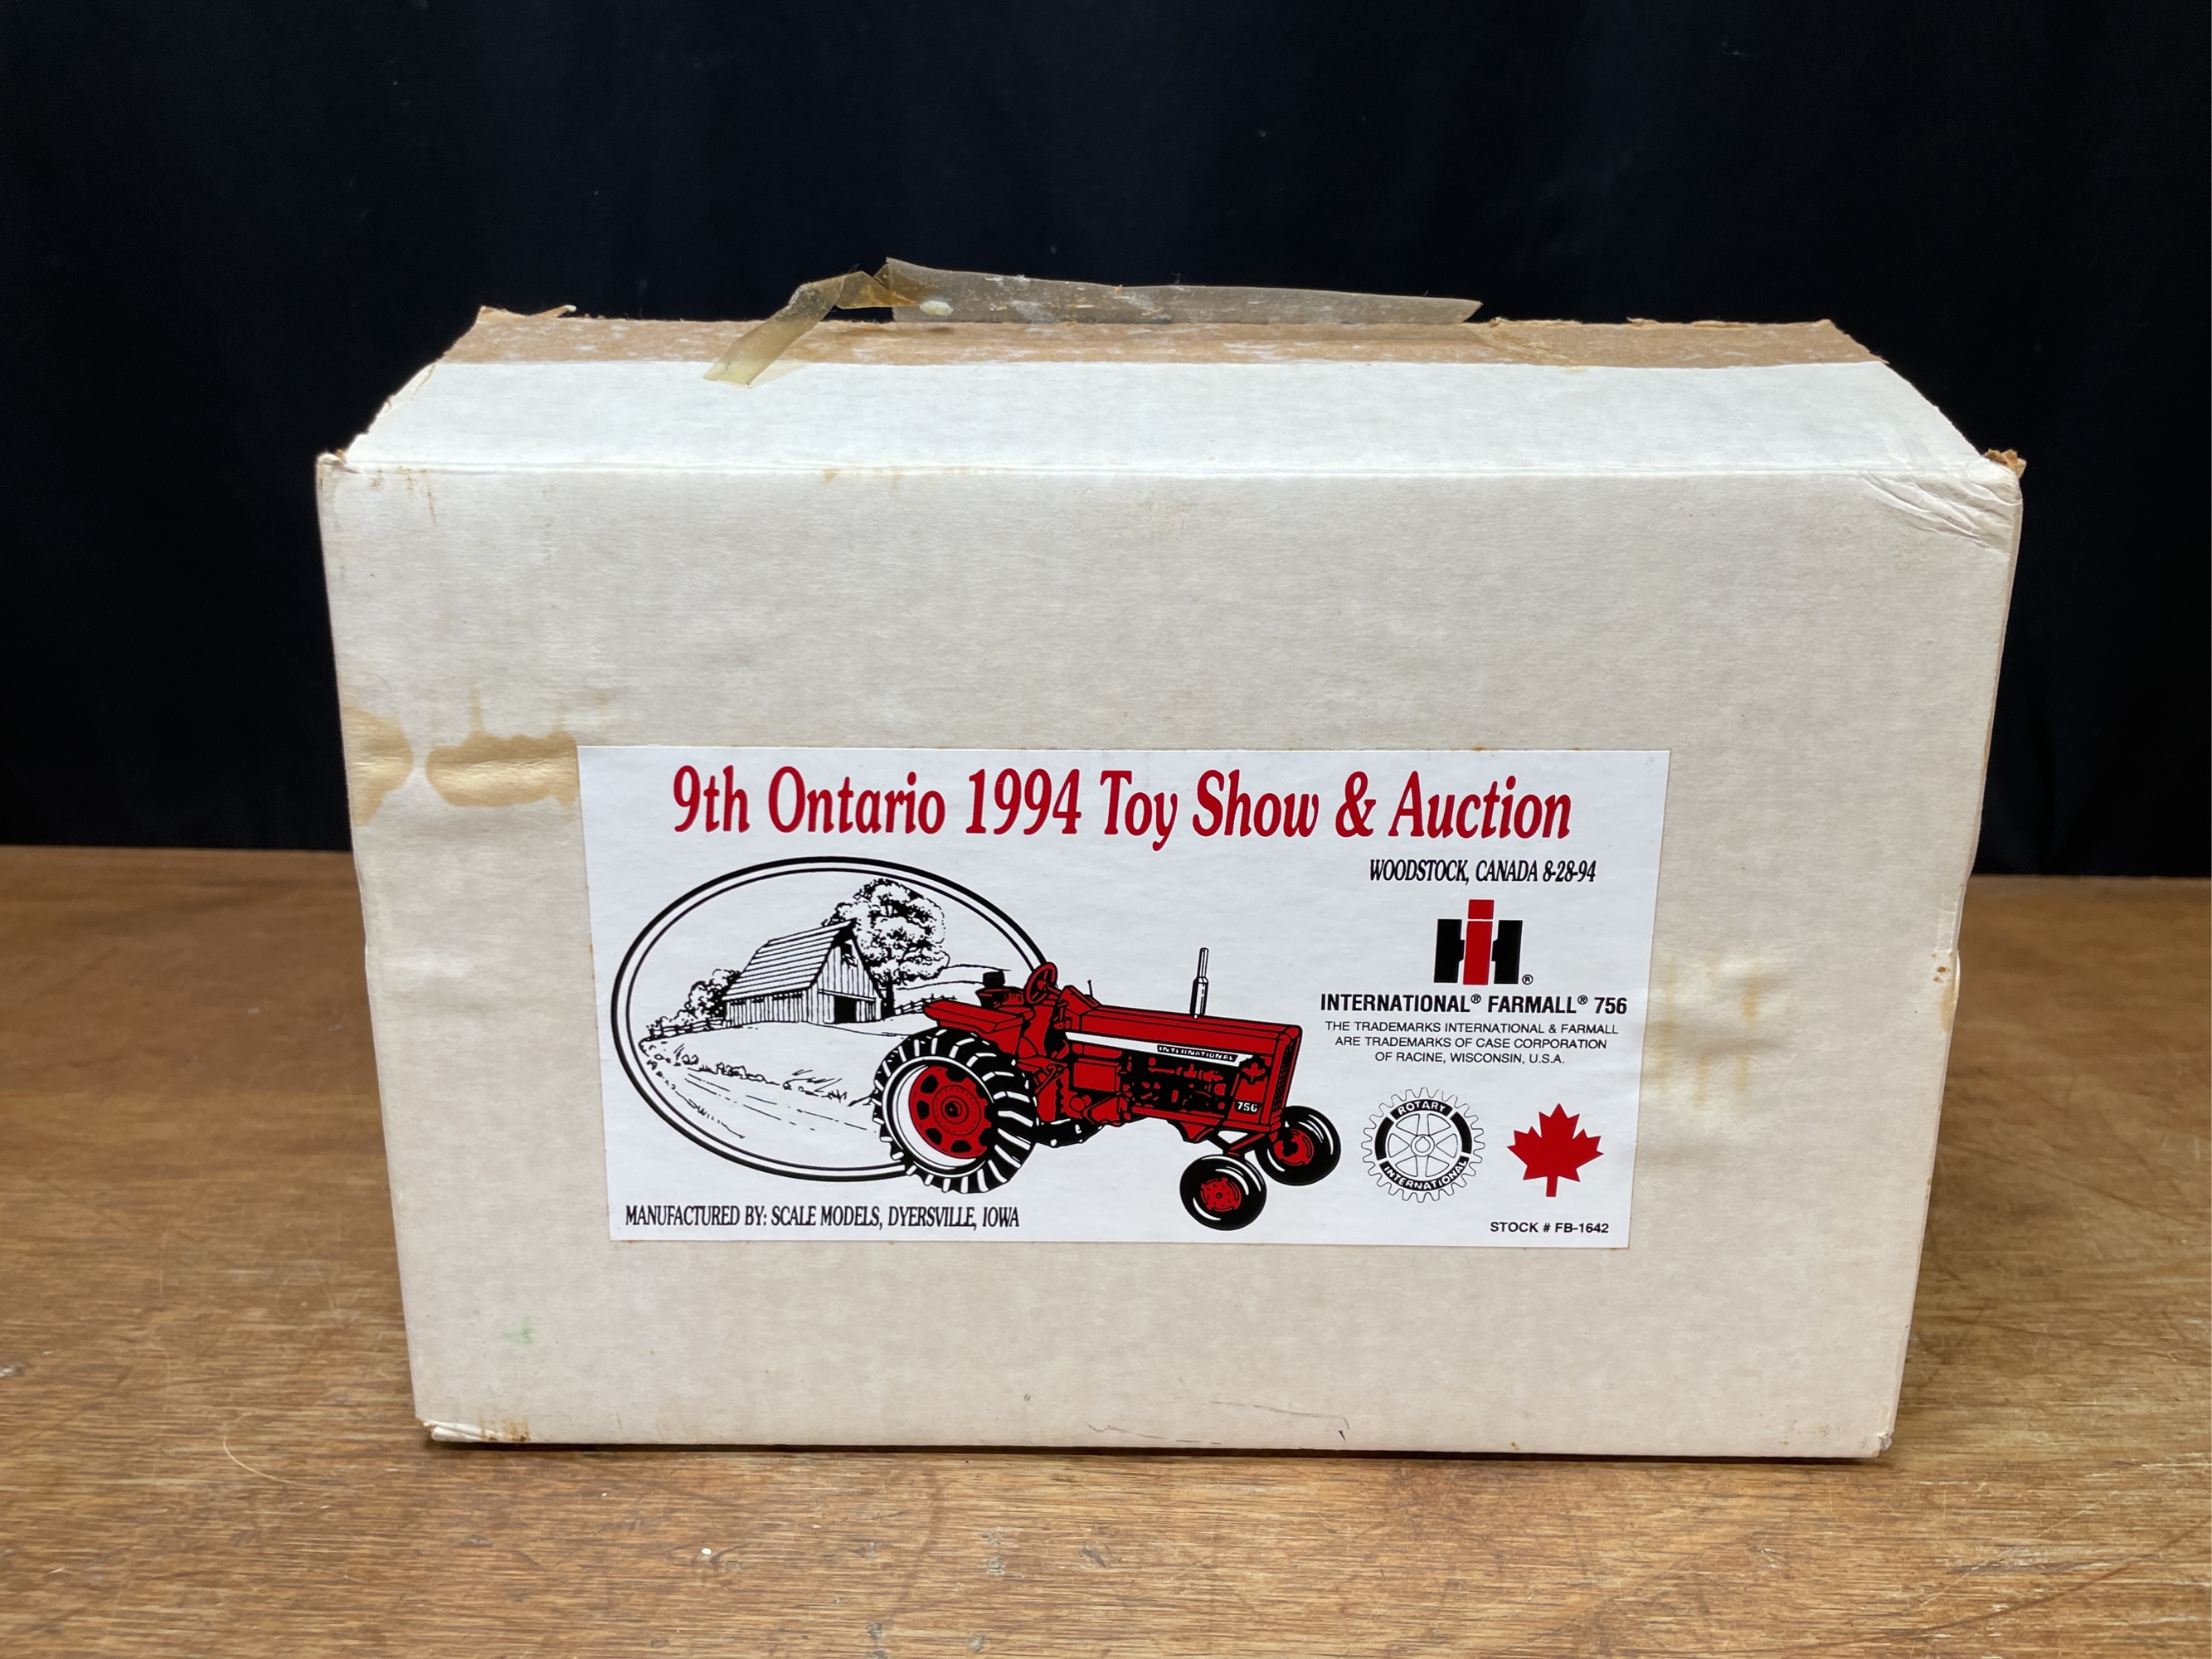 9th Ontario 1994 Toy Show & Auction
WOODSTOCK, CANADA 8-28-94
IH®
INTERNATIONAL® FARMALL® 756
THE TRADEMARKS INTERNATIONAL & FARMALL
ARE TRADEMARKS OF CASE CORPORATION
OF RACINE, WISCONSIN, U.S.A.
INTERNATIONAL
756
ROTARY
INTERNATIONAL
MANUFACTURED BY: SCALE MODELS, DYERSVILLE, IOWA
STOCK # FB-1642